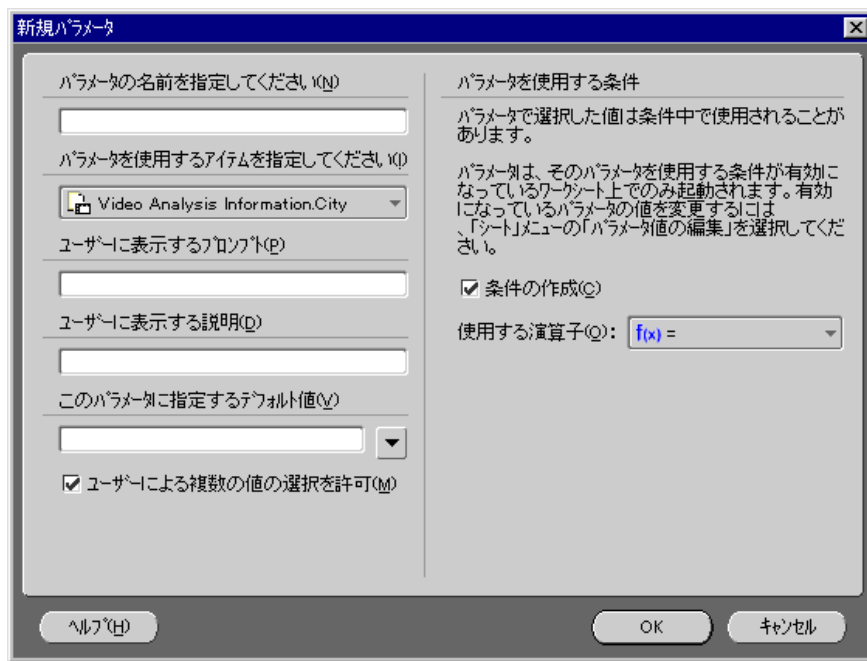 新規パラメータ
パラメータの名前を指定してください(N)
パラメータを使用するアイテムを指定してください(I)
Video Analysis Information.City
ユーザーに表示するプロンプト(P)
ユーザーに表示する説明(D)
このパラメータに指定するデフォルト値(V)
ユーザーによる複数の値の選択を許可(M)
パラメータを使用する条件
パラメータで選択した値は条件中で使用されることが
あります。
パラメータは、そのパラメータを使用する条件が有効に
なっているワークシート上でのみ起動されます。有効
になっているパラメータの値を変更するには
、「シート」メニューの「パラメータ値の編集」を選択してくだ
さい。
条件の作成(C)
使用する演算子(O): f(x) =
ヘルプ(H)
OK
キャンセル